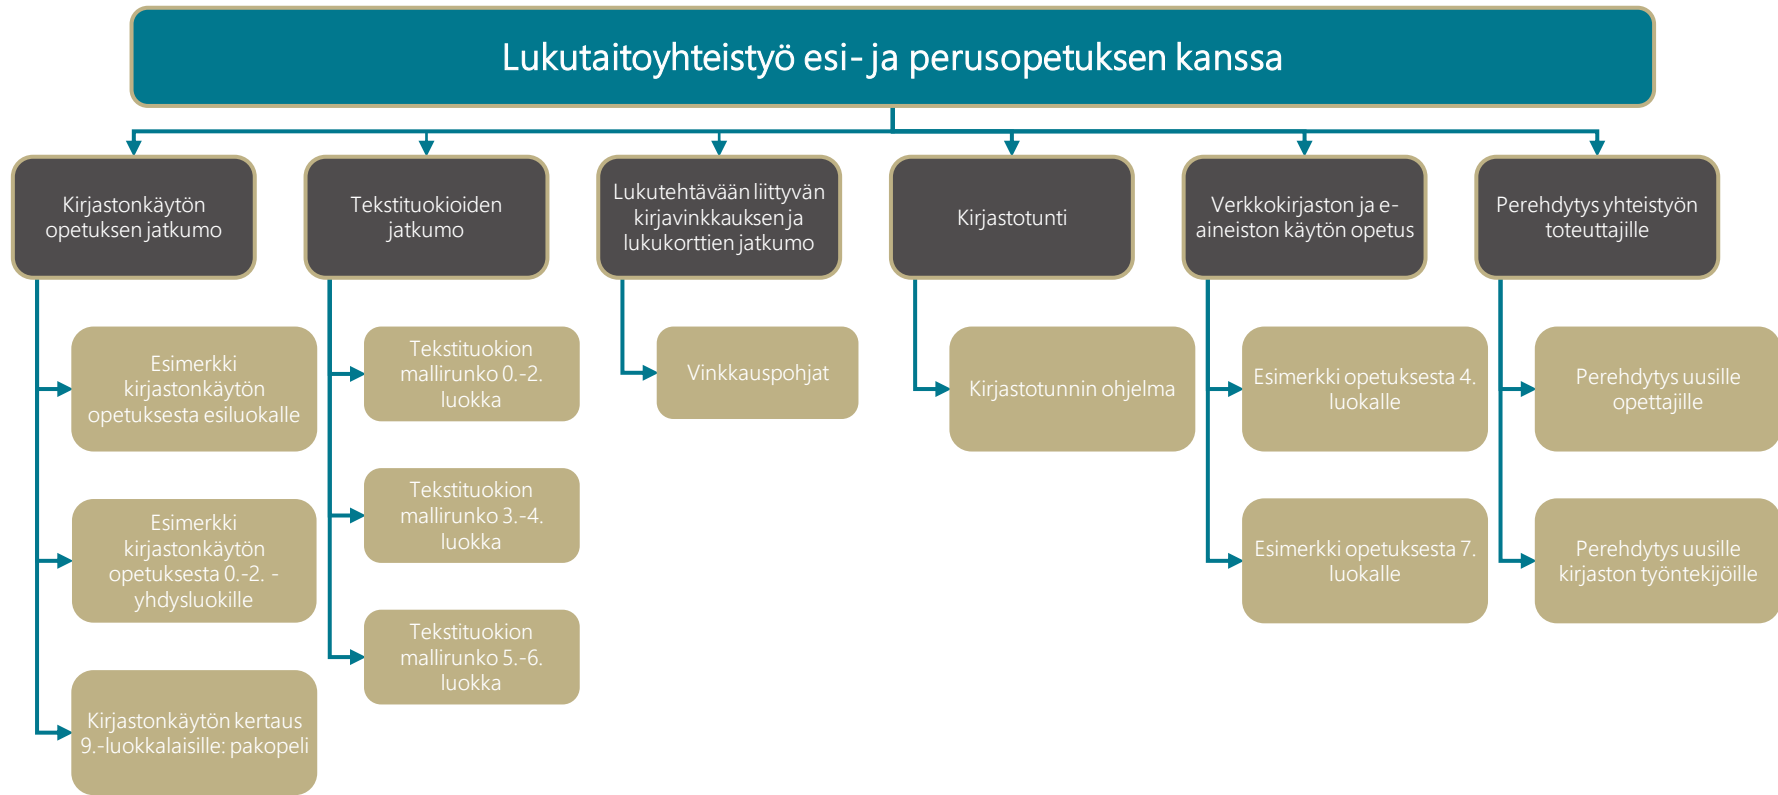 Lukutaitoyhteistyö esi- ja perusopetuksen kanssa
Kirjastonkäytön
opetuksen jatkumo
Tekstituokioiden
jatkumo
Lukutehtävään liittyvän
kirjavinkkauksen ja
lukukorttien jatkumo
Kirjastotunti
Verkkokirjaston ja e-
aineiston käytön opetus
Perehdytys yhteistyön
toteuttajille
Esimerkki
kirjastonkäytön
opetuksesta esiluokalle
Esimerkki
kirjastonkäytön
opetuksesta 0.-2. -
yhdysluokille
Kirjastonkäytön kertaus
9.-luokkalaisille: pakopeli
Tekstituokion
mallirunko 0.-2.
luokka
Tekstituokion
mallirunko 3.-4.
luokka
Tekstituokion
mallirunko 5.-6.
luokka
Vinkkauspohjat
Kirjastotunnin ohjelma
Esimerkki opetuksesta 4.
luokalle
Esimerkki opetuksesta 7.
luokalle
Perehdytys uusille
opettajille
Perehdytys uusille
kirjaston työntekijöille